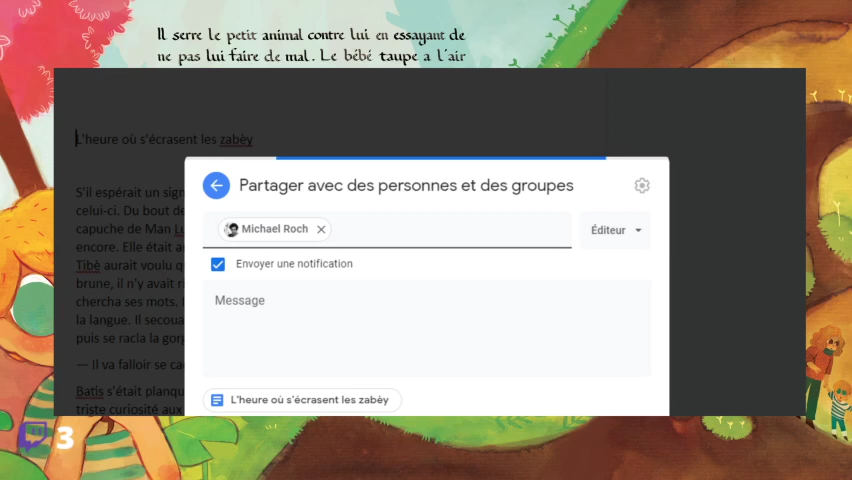 Il serre le petit animal contre lui en essayant de
ne pas lui faire de mal. Le bébé taupe a l'air
L'heure où s'écrasent les zabèy
Partager avec des personnes et des groupes
S'il espérait un sign
celui-ci. Du bout de
Michael Roch
Éditeur
capuche de Man Lu
encore. Elle était a
Envoyer une notification
Tibè aurait voulu q
brune, il n'y avait r
Message
chercha ses mots.
la langue. Il secoua
puis se racla la gor
— Il va falloir se ca
Batis s'était planqu
L'heure où s'écrasent les zabèy
triste curiosité aux
3